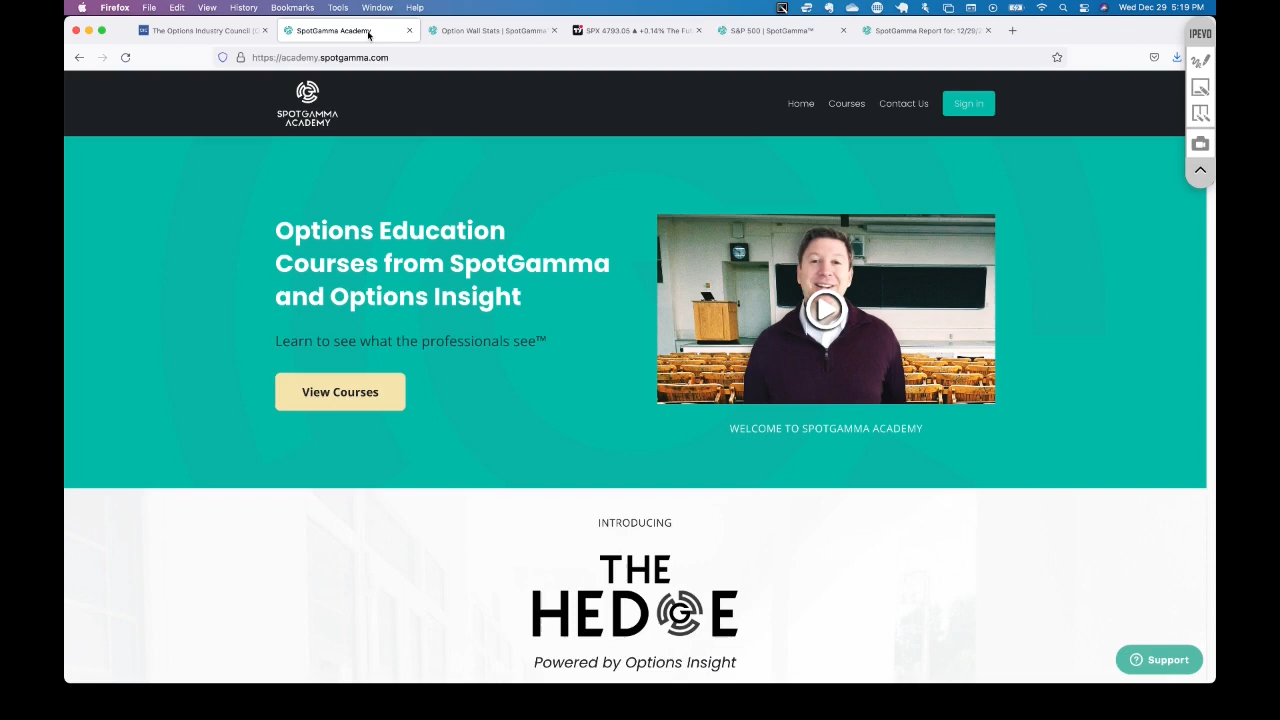 Firefox File Edit View History Bookmarks Tools Window Help Wed Dec 29 5:19 PM
The Options Industry Council ( SpotGamma Academy Option Wall Stats | SpotGamma SPX 4793.05 ▲ +0.14% The Fut S&P 500 | SpotGamma™ SpotGamma Report for: 12/29/2
IPEVO
https://academy.spotgamma.com
SPOTGAMMA
ACADEMY
Home Courses Contact Us Sign in
Options Education
Courses from SpotGamma
and Options Insight
Learn to see what the professionals see™
View Courses
WELCOME TO SPOTGAMMA ACADEMY
INTRODUCING
THE
HEDGE
Powered by Options Insight
Support